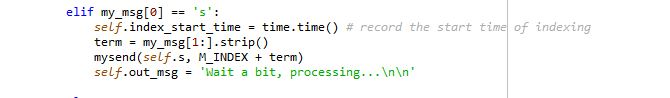 elif my_msg[0] == 's':
self.index_start_time = time.time() # record the start time of indexing
term = my_msg[1:].strip()
mysend(self.s, M_INDEX + term)
self.out_msg = 'Wait a bit, processing...\n\n'